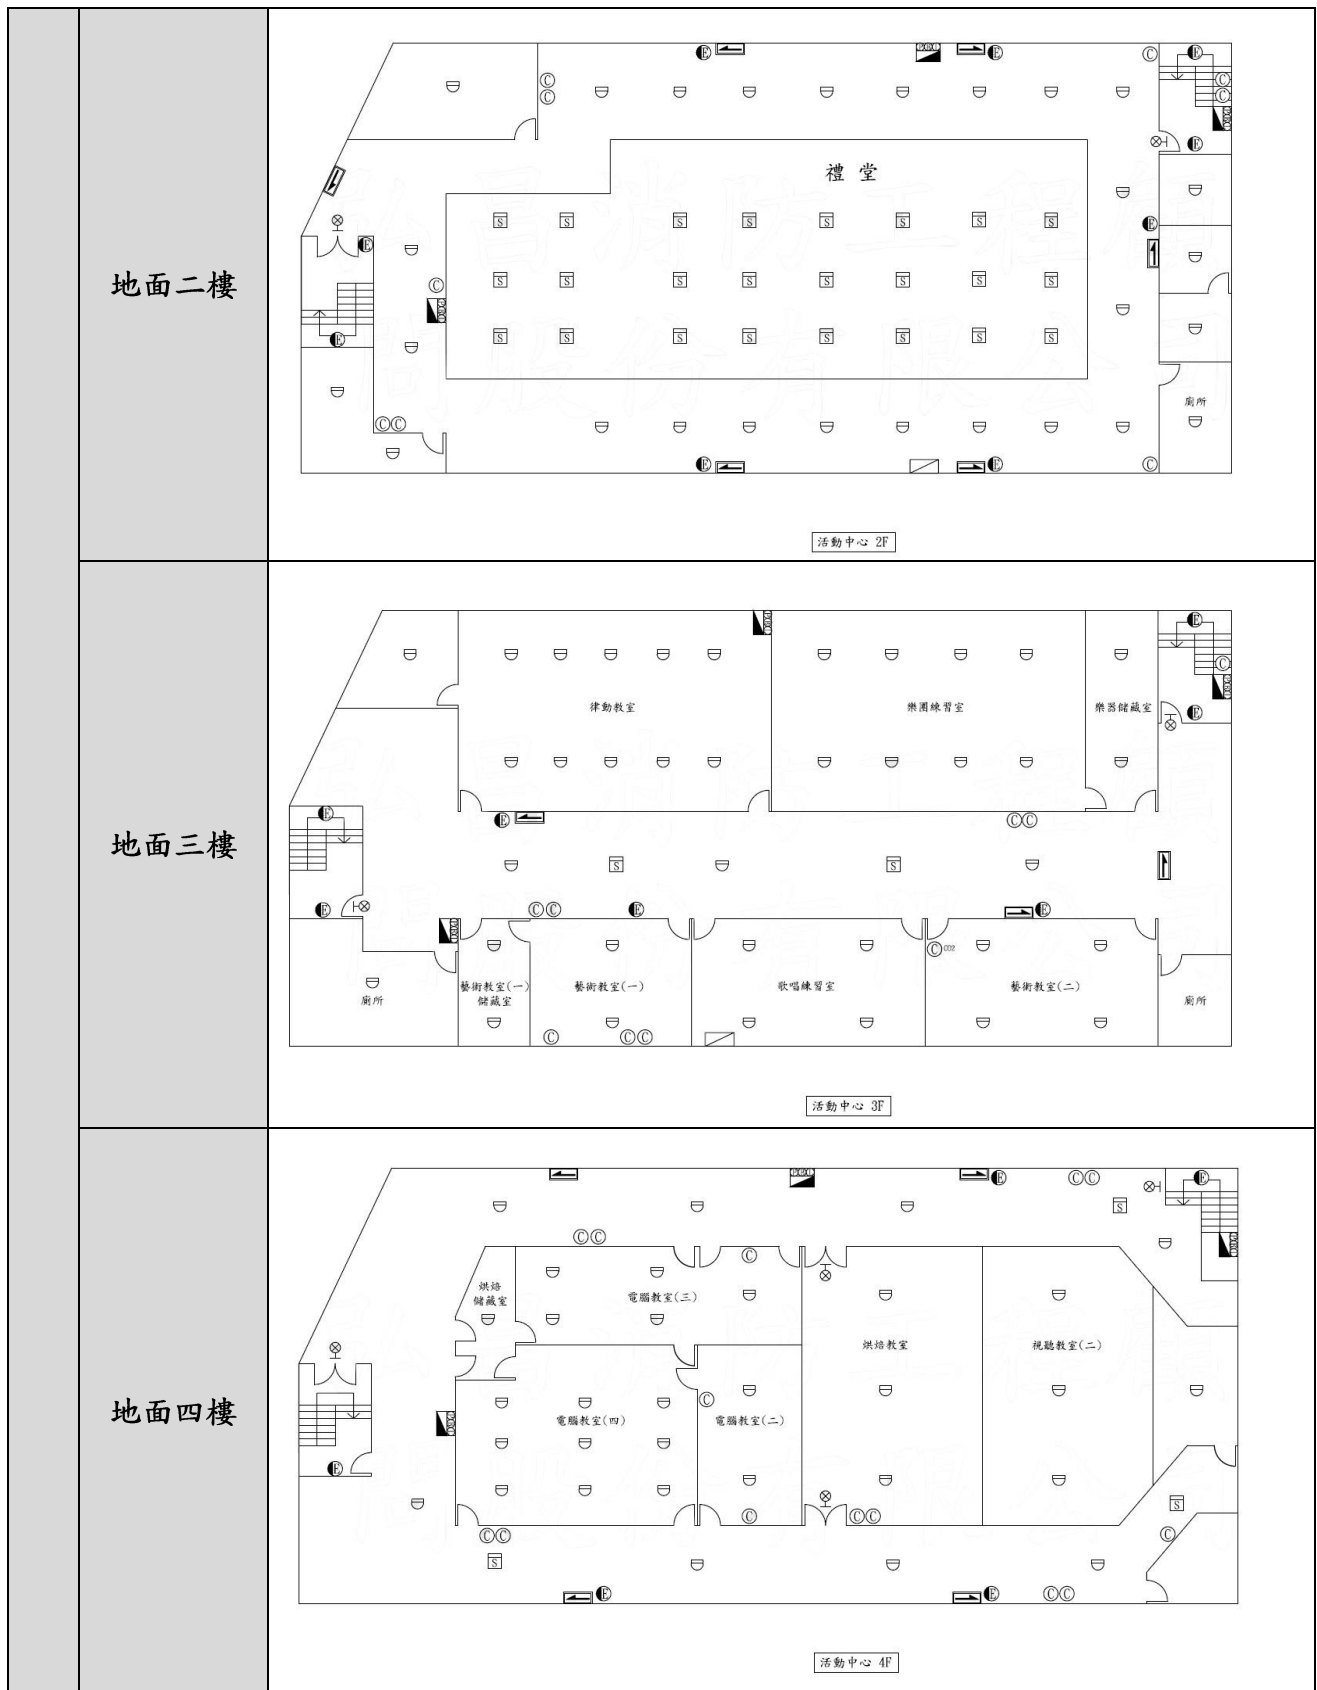 地面二樓
禮堂
廁所
活動中心 2F
地面三樓
律動教室
樂團練習室
樂器儲藏室
CO2
廁所
藝術教室(一)
儲藏室
藝術教室(一)
歌唱練習室
藝術教室(二)
廁所
活動中心 3F
地面四樓
烘焙
儲藏室
電腦教室(三)
烘焙教室
視聽教室(二)
電腦教室(四)
電腦教室(二)
活動中心 4F